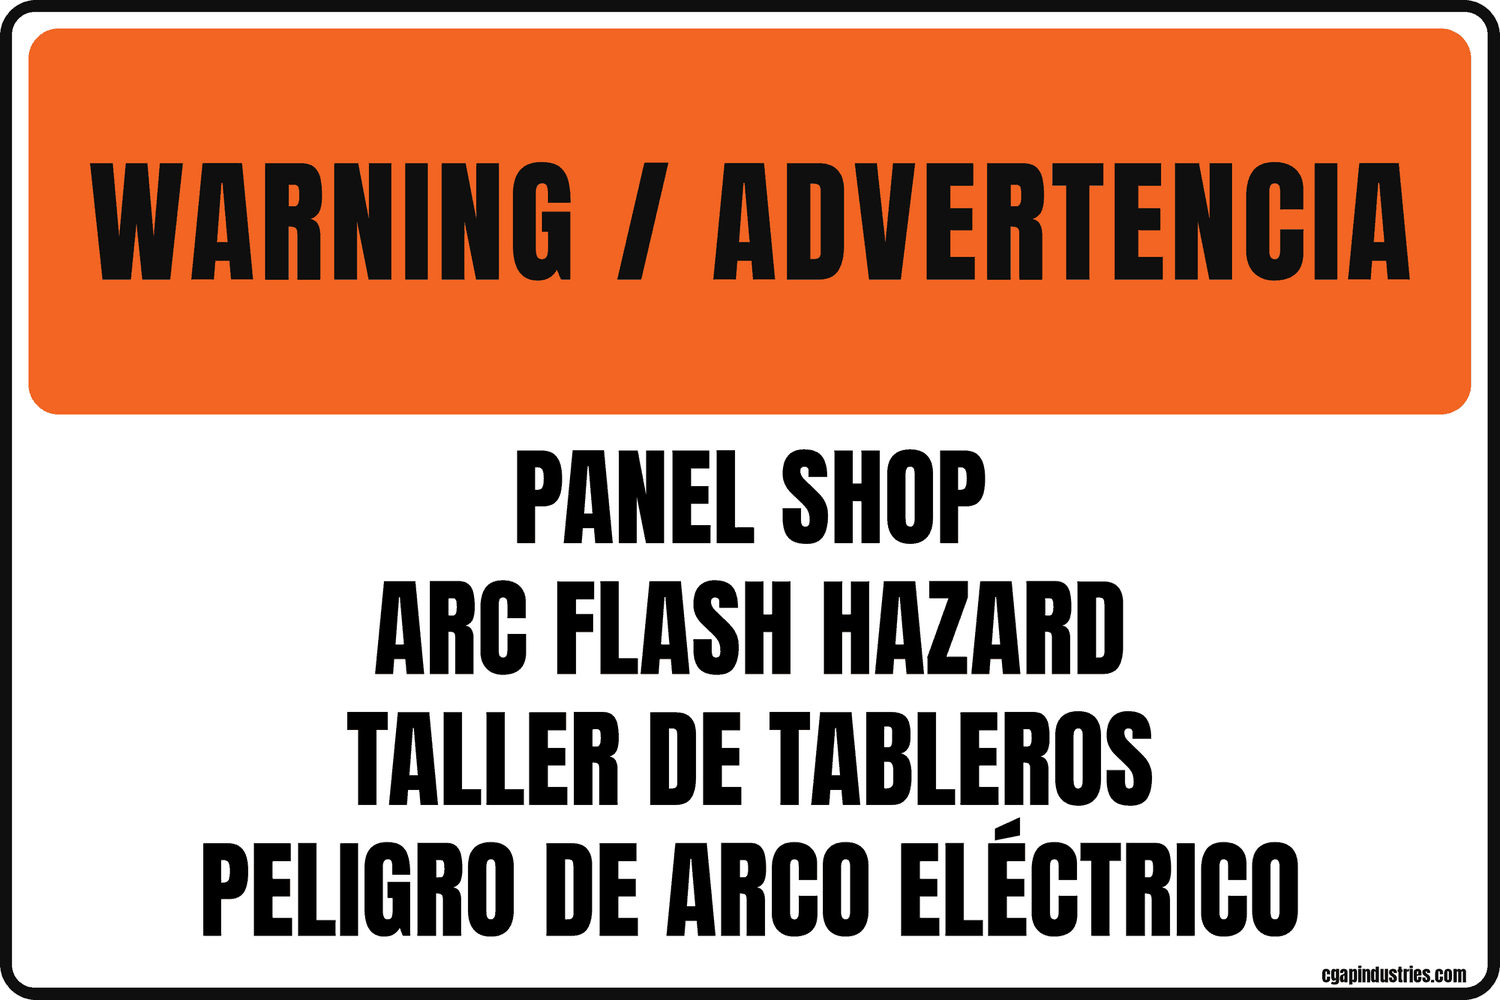 WARNING / ADVERTENCIA
PANEL SHOP
ARC FLASH HAZARD
TALLER DE TABLEROS
PELIGRO DE ARCO ELÉCTRICO
cgapindustries.com